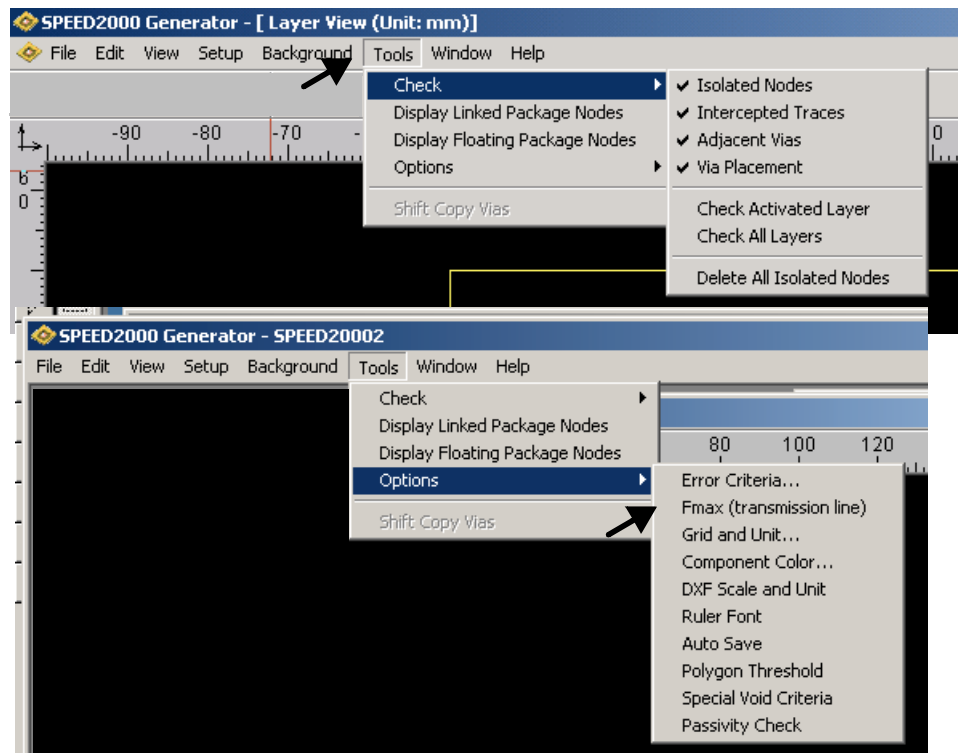 SPEED2000 Generator - [ Layer View (Unit: mm)]
File Edit View Setup Background Tools Window Help
Check
Display Linked Package Nodes
Display Floating Package Nodes
Options
Shift Copy Vias
✔ Isolated Nodes
✔ Intercepted Traces
✔ Adjacent Vias
✔ Via Placement
Check Activated Layer
Check All Layers
Delete All Isolated Nodes
-90 -80 -70 - 0
6
0
SPEED2000 Generator - SPEED20002
File Edit View Setup Background Tools Window Help
Check
Display Linked Package Nodes
Display Floating Package Nodes
Options
Shift Copy Vias
80 100 120
Error Criteria...
Fmax (transmission line)
Grid and Unit...
Component Color...
DXF Scale and Unit
Ruler Font
Auto Save
Polygon Threshold
Special Void Criteria
Passivity Check